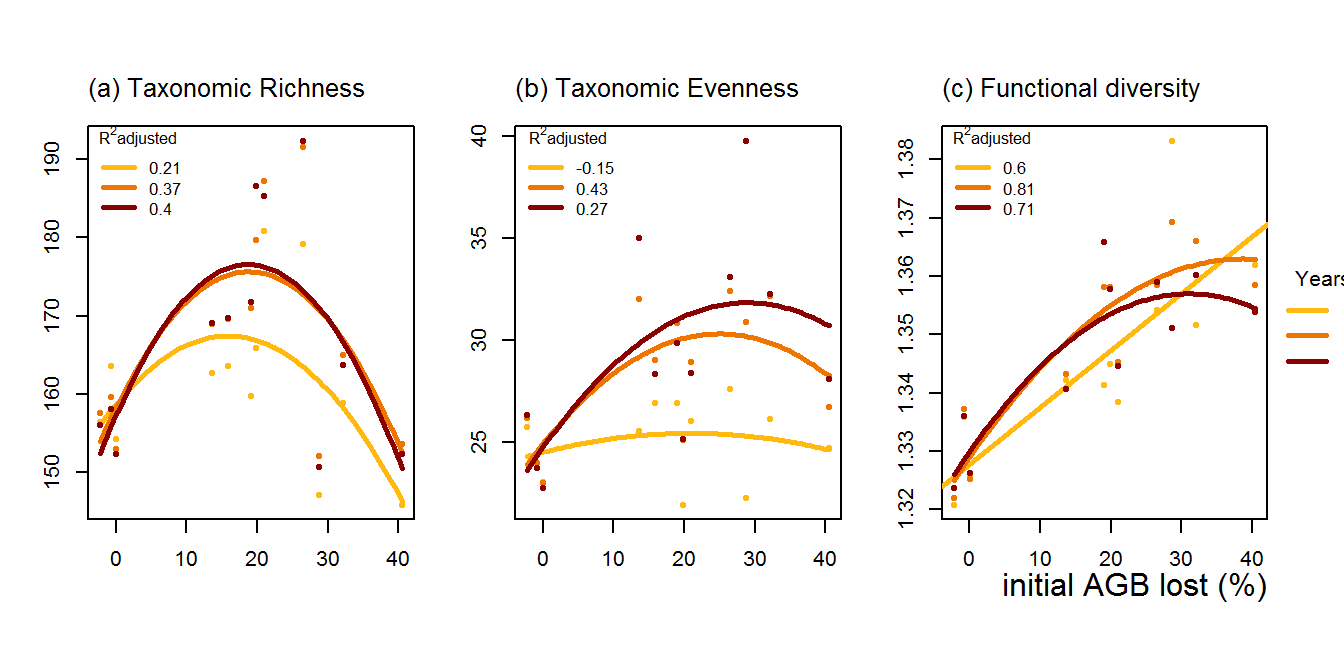 (a) Taxonomic Richness
R²adjusted
0.21
0.37
0.4
190
180
170
160
150
0 10 20 30 40
(b) Taxonomic Evenness
R²adjusted
-0.15
0.43
0.27
40
35
30
25
0 10 20 30 40
(c) Functional diversity
R²adjusted
0.6
0.81
0.71
1.38
1.37
1.36
1.35
1.34
1.33
1.32
0 10 20 30 40
initial AGB lost (%)
Years